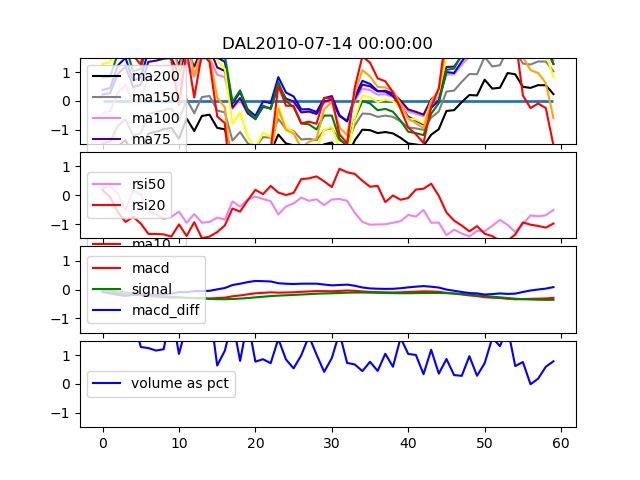 DAL2010-07-14 00:00:00
1
0
−1
ma200
ma150
ma100
ma75
1
0
−1
rsi50
rsi20
ma10
1
0
−1
macd
signal
macd_diff
1
0
−1
volume as pct
0 10 20 30 40 50 60